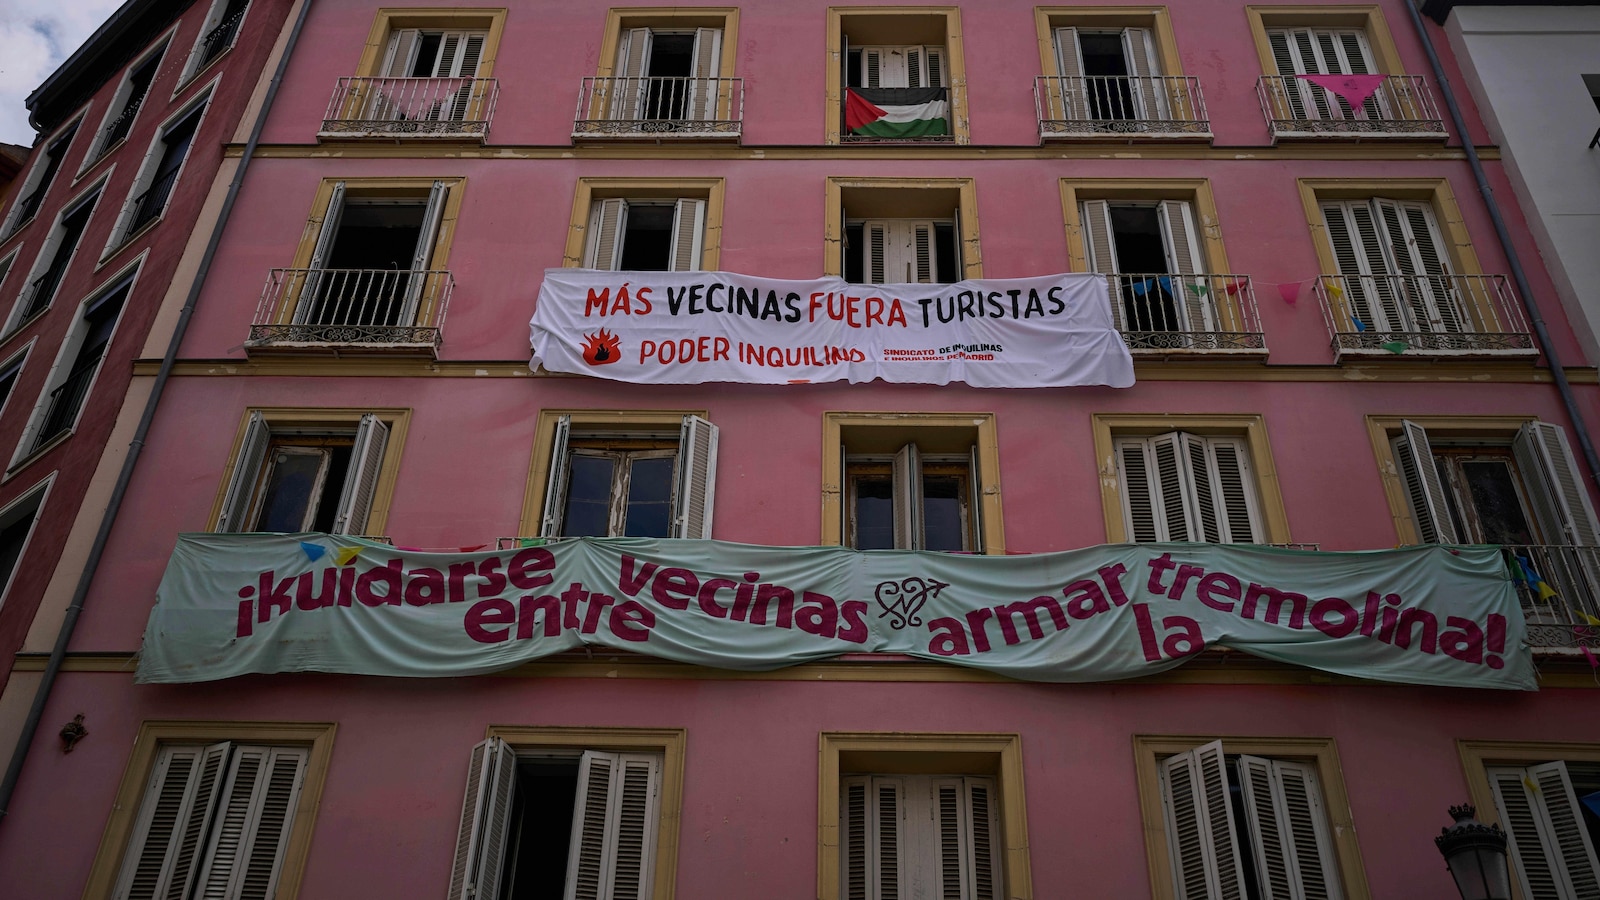 MÁS VECINAS FUERA TURISTAS
PODER INQUILINO
SINDICATO DE INQUILINAS
E INQUILINOS DE MADRID
¡kuidarse entre vecinas armar la tremolina!